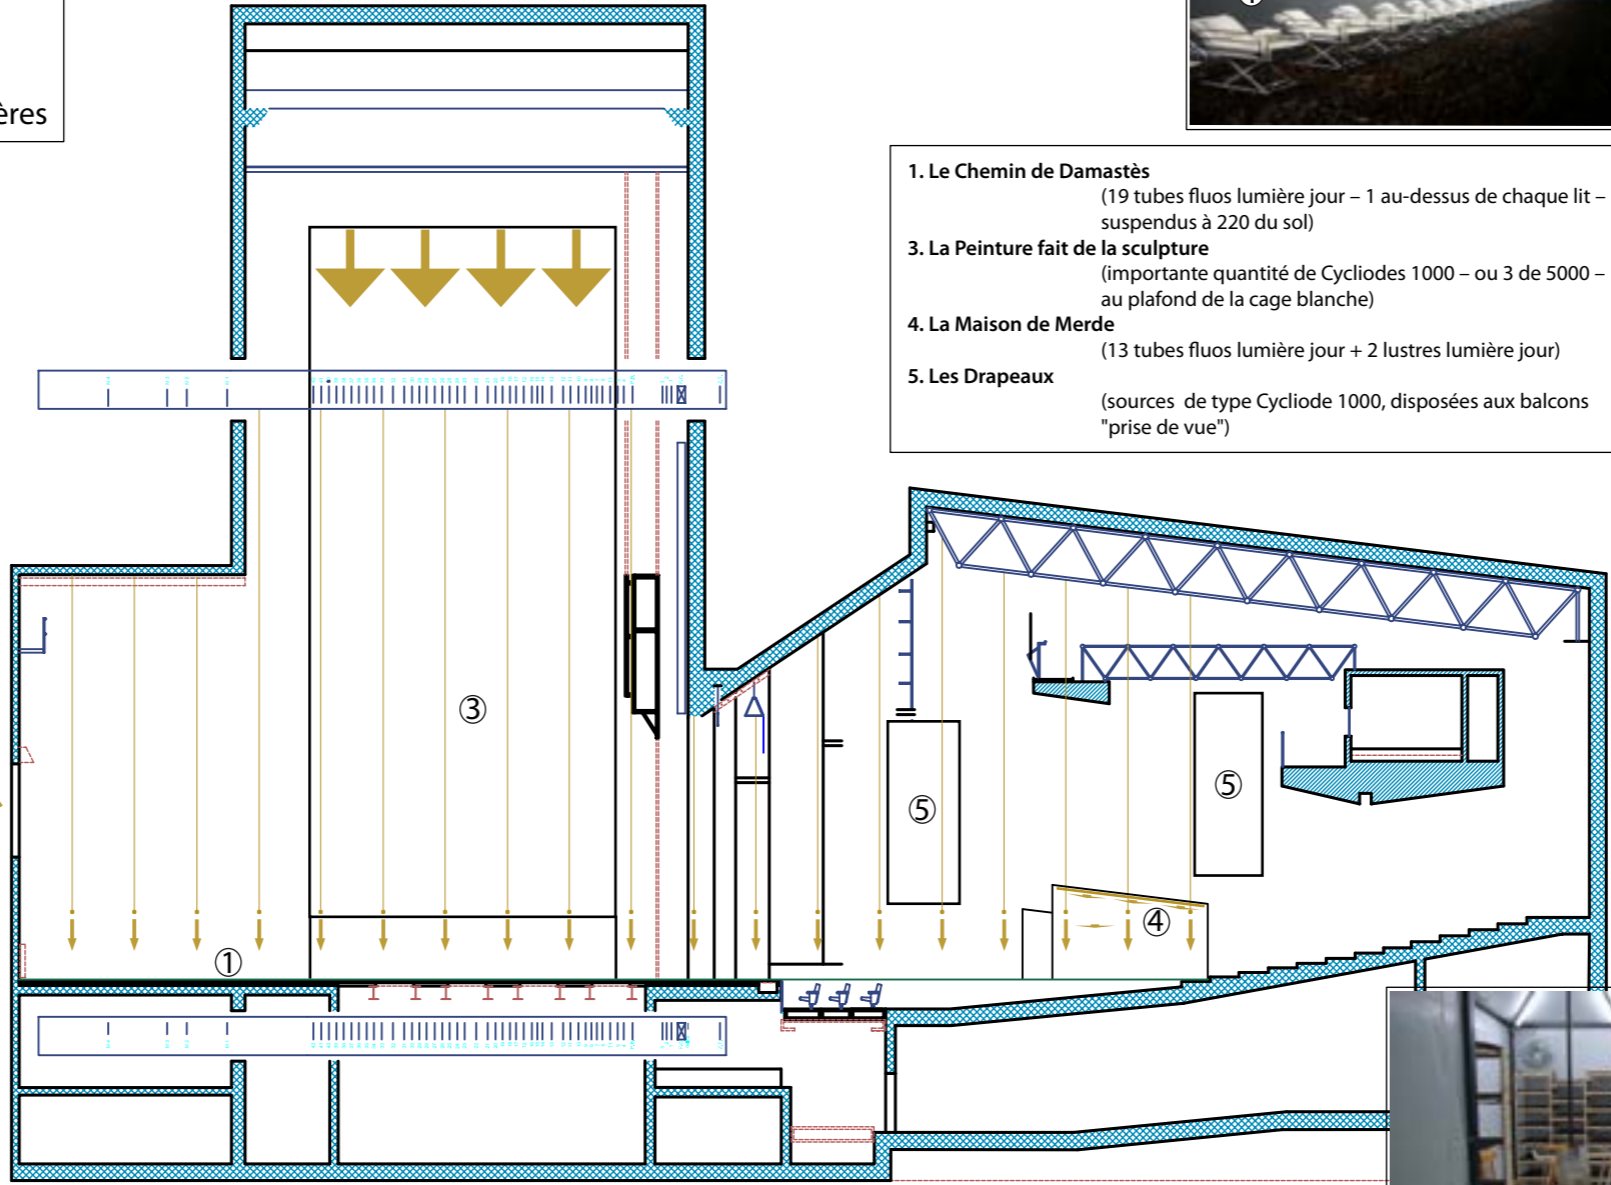 ères
1. Le Chemin de Damastès
(19 tubes fluos lumière jour – 1 au-dessus de chaque lit –
suspendus à 220 du sol)
3. La Peinture fait de la sculpture
(importante quantité de Cycliodes 1000 – ou 3 de 5000 –
au plafond de la cage blanche)
4. La Maison de Merde
(13 tubes fluos lumière jour + 2 lustres lumière jour)
5. Les Drapeaux
(sources de type Cycliode 1000, disposées aux balcons
"prise de vue")
③
⑤
⑤
④
①